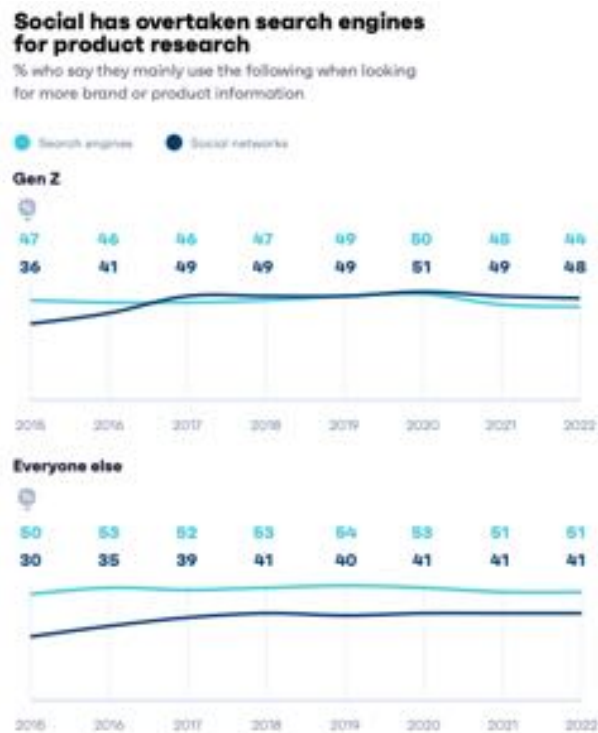 Social has overtaken search engines
for product research
% who say they mainly use the following when looking
for more brand or product information
Search engines Social networks
Gen Z
%
47 46 46 47 49 50 45 44
36 41 49 49 49 51 49 48
2015 2016 2017 2018 2019 2020 2021 2022
Everyone else
%
50 53 52 53 54 53 51 51
30 35 39 41 40 41 41 41
2015 2016 2017 2018 2019 2020 2021 2022